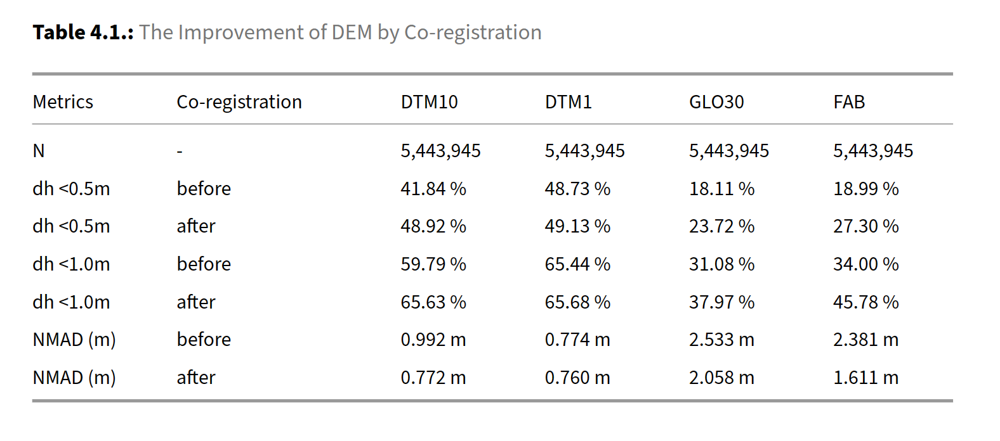 Table 4.1.: The Improvement of DEM by Co-registration
Metrics Co-registration DTM10 DTM1 GLO30 FAB
N - 5,443,945 5,443,945 5,443,945 5,443,945
dh <0.5m before 41.84 % 48.73 % 18.11 % 18.99 %
dh <0.5m after 48.92 % 49.13 % 23.72 % 27.30 %
dh <1.0m before 59.79 % 65.44 % 31.08 % 34.00 %
dh <1.0m after 65.63 % 65.68 % 37.97 % 45.78 %
NMAD (m) before 0.992 m 0.774 m 2.533 m 2.381 m
NMAD (m) after 0.772 m 0.760 m 2.058 m 1.611 m